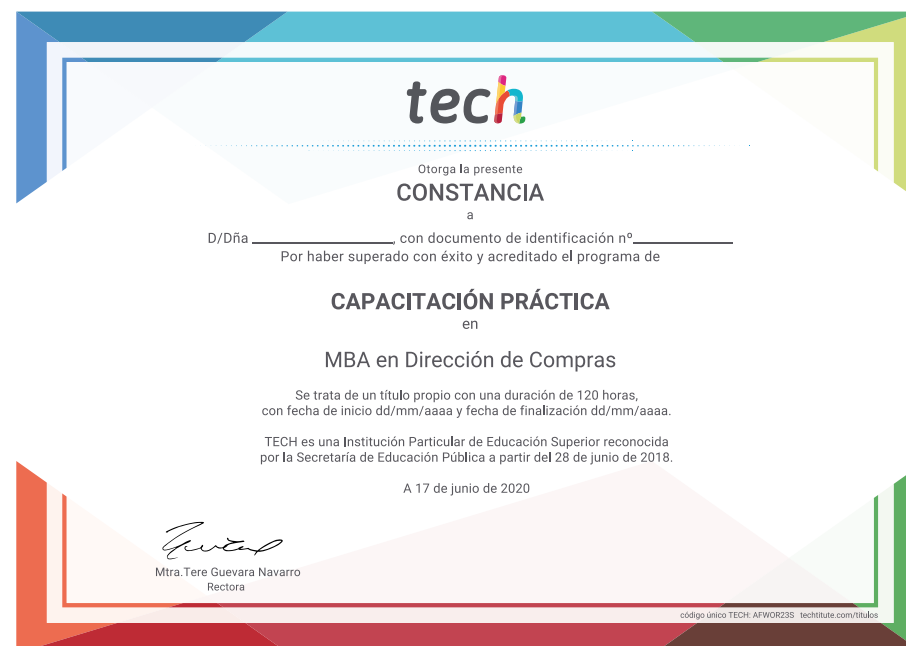 tech
Otorga la presente
CONSTANCIA
a
D/Dña ______________, con documento de identificación nº__________
Por haber superado con éxito y acreditado el programa de
CAPACITACIÓN PRÁCTICA
en
MBA en Dirección de Compras
Se trata de un título propio con una duración de 120 horas,
con fecha de inicio dd/mm/aaaa y fecha de finalización dd/mm/aaaa.
TECH es una Institución Particular de Educación Superior reconocida
por la Secretaría de Educación Pública a partir del 28 de junio de 2018.
A 17 de junio de 2020
Mtra.Tere Guevara Navarro
Rectora
código único TECH: AFWOR23S techtitute.com/titulos